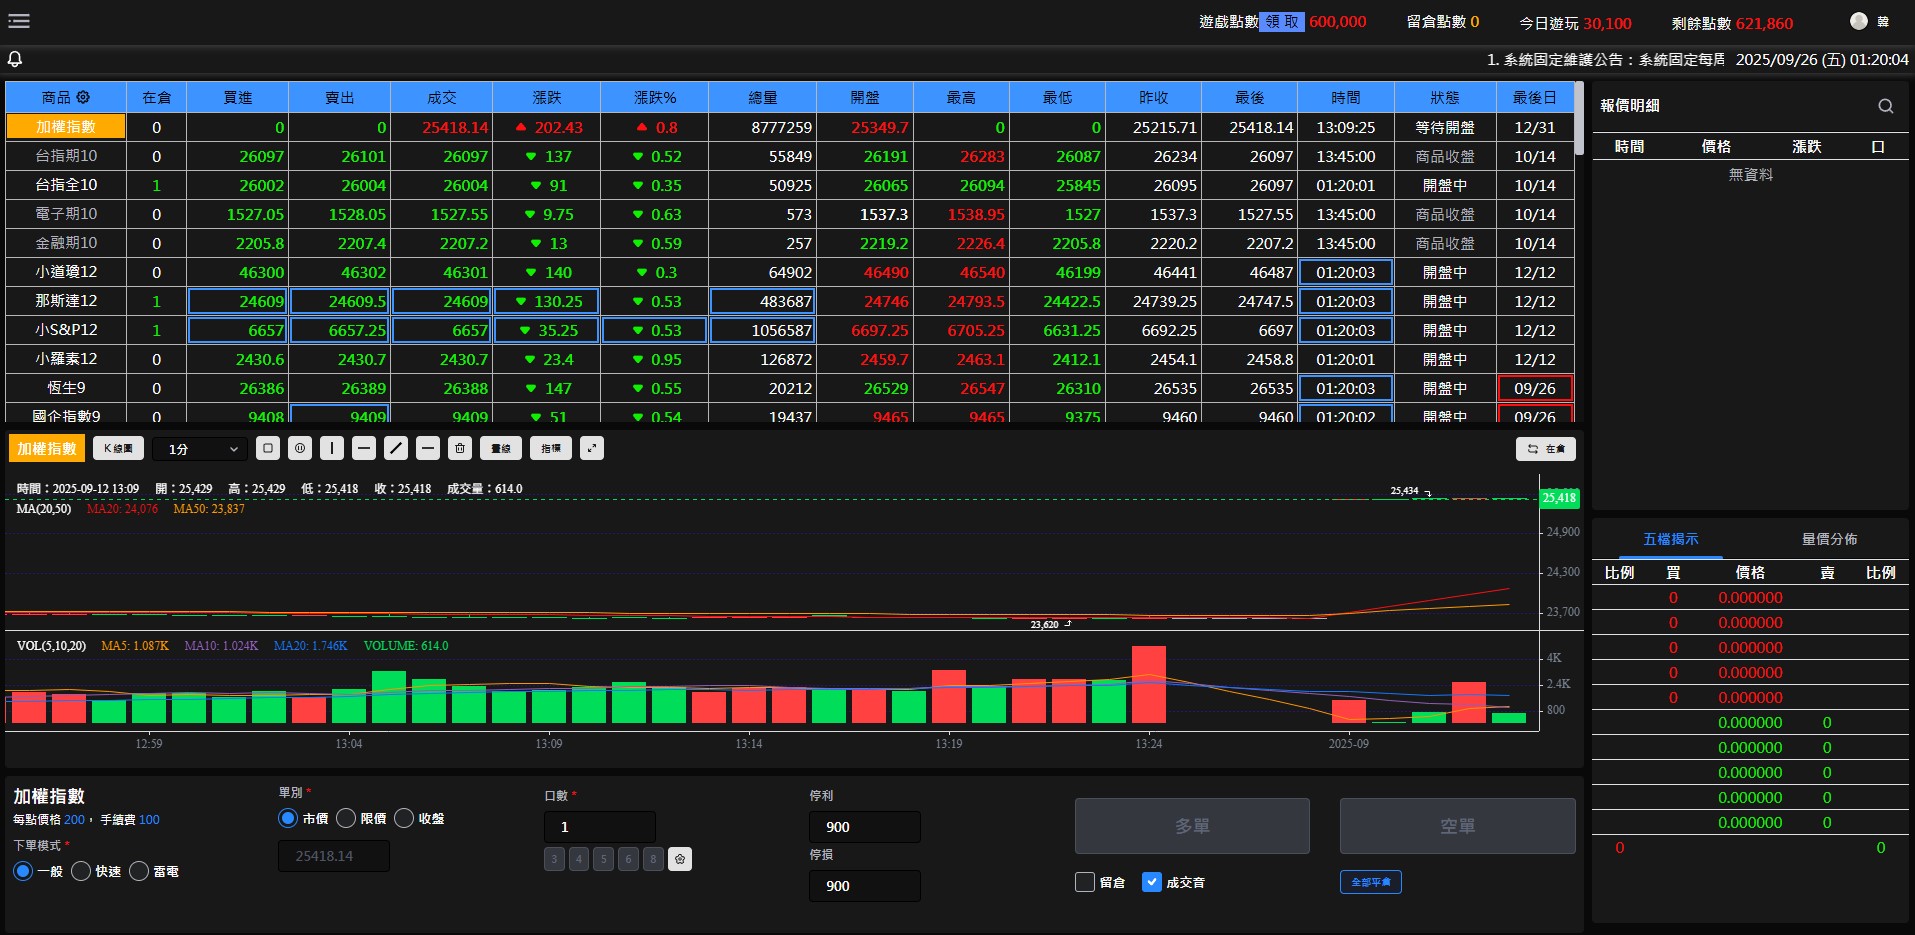 遊戲點數 領 取 600,000 留倉點數 0 今日遊玩 30,100 剩餘點數 621,860 韓
1. 系統固定維護公告：系統固定每周 2025/09/26 (五) 01:20:04
商品 在倉 買進 賣出 成交 漲跌 漲跌% 總量 開盤 最高 最低 昨收 最後 時間 狀態 最後日
加權指數 0 0 0 25418.14 ▲ 202.43 ▲ 0.8 8777259 25349.7 0 0 25215.71 25418.14 13:09:25 等待開盤 12/31
台指期10 0 26097 26101 26097 ▼ 137 ▼ 0.52 55849 26191 26283 26087 26234 26097 13:45:00 商品收盤 10/14
台指全10 1 26002 26004 26004 ▼ 91 ▼ 0.35 50925 26065 26094 25845 26095 26097 01:20:01 開盤中 10/14
電子期10 0 1527.05 1528.05 1527.55 ▼ 9.75 ▼ 0.63 573 1537.3 1538.95 1527 1537.3 1527.55 13:45:00 商品收盤 10/14
金融期10 0 2205.8 2207.4 2207.2 ▼ 13 ▼ 0.59 257 2219.2 2226.4 2205.8 2220.2 2207.2 13:45:00 商品收盤 10/14
小道瓊12 0 46300 46302 46301 ▼ 140 ▼ 0.3 64902 46490 46540 46199 46441 46487 01:20:03 開盤中 12/12
那斯達12 1 24609 24609.5 24609 ▼ 130.25 ▼ 0.53 483687 24746 24793.5 24422.5 24739.25 24747.5 01:20:03 開盤中 12/12
小S&P12 1 6657 6657.25 6657 ▼ 35.25 ▼ 0.53 1056587 6697.25 6705.25 6631.25 6692.25 6697 01:20:03 開盤中 12/12
小羅素12 0 2430.6 2430.7 2430.7 ▼ 23.4 ▼ 0.95 126872 2459.7 2463.1 2412.1 2454.1 2458.8 01:20:01 開盤中 12/12
恆生9 0 26386 26389 26388 ▼ 147 ▼ 0.55 20212 26529 26547 26310 26535 26535 01:20:03 開盤中 09/26
國企指數9 0 9408 9409 9409 ▼ 51 ▼ 0.54 19437 9465 9465 9375 9460 9460 01:20:02 開盤中 09/26
報價明細
時間 價格 漲跌 口
無資料
加權指數 K 線圖 1分 畫線 指標 在倉
時間：2025-09-12 13:09 開：25,429 高：25,429 低：25,418 收：25,418 成交量：614.0
MA(20,50) MA20: 24,076 MA50: 23,837
25,434
25,418
24,900
24,300
23,700
23,620
VOL(5,10,20) MA5: 1.087K MA10: 1.024K MA20: 1.746K VOLUME: 614.0
4K
2.4K
800
12:59 13:04 13:09 13:14 13:19 13:24 2025-09
五檔揭示 量價分佈
比例 買 價格 賣 比例
0 0.000000
0 0.000000
0 0.000000
0 0.000000
0 0.000000
0.000000 0
0.000000 0
0.000000 0
0.000000 0
0.000000 0
0 0
加權指數
每點價格 200， 手續費 100
下單模式 *
一般 快速 雷電
單別 *
市價 限價 收盤
25418.14
口數 *
1
3 4 5 6 8
停利
900
停損
900
多單 空單
留倉 成交音 全部平倉